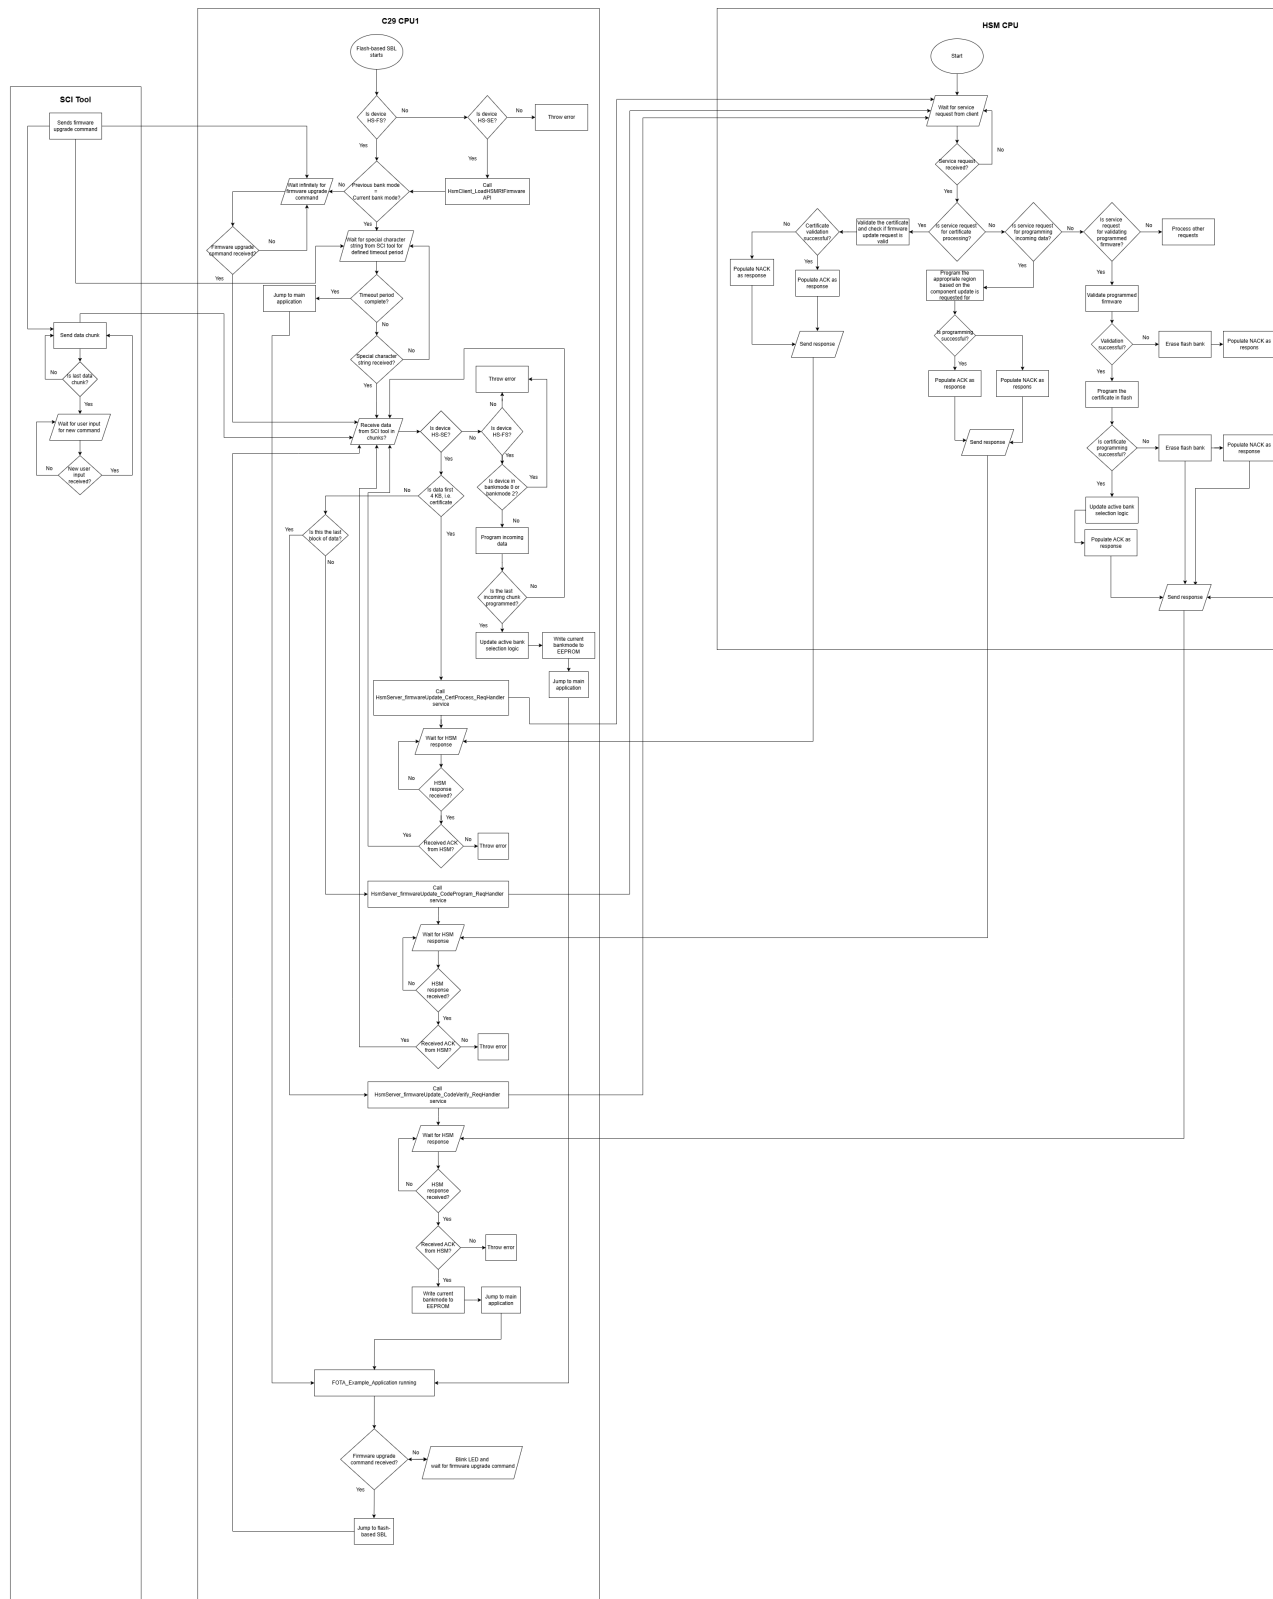 C29 CPU1
HSM CPU
SCI Tool
Sends firmware
upgrade command
Send data chunk
No
Is last data
chunk?
Yes
Wait for user input
for new command
New user
input
received?
No
Yes
Flash-based SBL
starts
Is device
HS-FS?
No
Is device
HS-SE?
No
Throw error
Yes
Yes
Wait infinitely for
firmware upgrade
command
No
Previous bank mode
=
Current bank mode?
Call
HsmClient_LoadHSMRtFirmware
API
Yes
Firmware upgrade
command received?
No
Yes
Wait for special character
string from SCI tool for
defined timeout period
Jump to main
application
Yes
Timeout period
complete?
No
Special character
string received?
No
Yes
Throw error
No
Receive data
from SCI tool in
chunks?
Is device
HS-SE?
No
Is device
HS-FS?
Yes
Yes
No
Is data first
4 KB, i.e.
certificate
Is device in
bankmode 0 or
bankmode 2?
Yes
Yes
Is this the last
block of data?
No
Yes
No
Program incoming
data
Is the last
incoming chunk
programmed?
No
Yes
Update active bank
selection logic
Write current
bankmode to
EEPROM
Jump to main
application
Call
HsmServer_firmwareUpdate_CertProcess_ReqHandler
service
Wait for HSM
response
No
HSM
response
received?
Yes
Yes
Received ACK
from HSM?
No
Throw error
Call
HsmServer_firmwareUpdate_CodeProgram_ReqHandler
service
Wait for HSM
response
No
HSM
response
received?
Yes
Yes
Received ACK
from HSM?
No
Throw error
Call
HsmServer_firmwareUpdate_CodeVerify_ReqHandler
service
Wait for HSM
response
No
HSM
response
received?
Yes
Received ACK
from HSM?
No
Throw error
Yes
Write current
bankmode to
EEPROM
Jump to main
application
FOTA_Example_Application running
Firmware upgrade
command received?
No
Blink LED and
wait for firmware upgrade command
Yes
Jump to flash-
based SBL
Start
Wait for service
request from client
No
Service request
received?
Yes
No
Certificate
validation
successful?
Validate the certificate
and check if firmware
update request is
valid
Yes
Is service request
for certificate
processing?
No
Is service request
for programming
incoming data?
No
Is service
request
for validating
programmed
firmware?
No
Process other
requests
Yes
Yes
Yes
Populate NACK
as response
Populate ACK as
response
Send response
Program the
appropriate region
based on the
component update is
requested for
Is programming
successful?
No
Yes
Populate ACK as
response
Populate NACK as
respons
Send response
Validate programmed
firmware
Validation
successful?
No
Erase flash bank
Populate NACK as
respons
Yes
Program the
certificate in flash
Is certificate
programming
successful?
No
Erase flash bank
Populate NACK as
response
Yes
Update active bank
selection logic
Populate ACK as
response
Send response